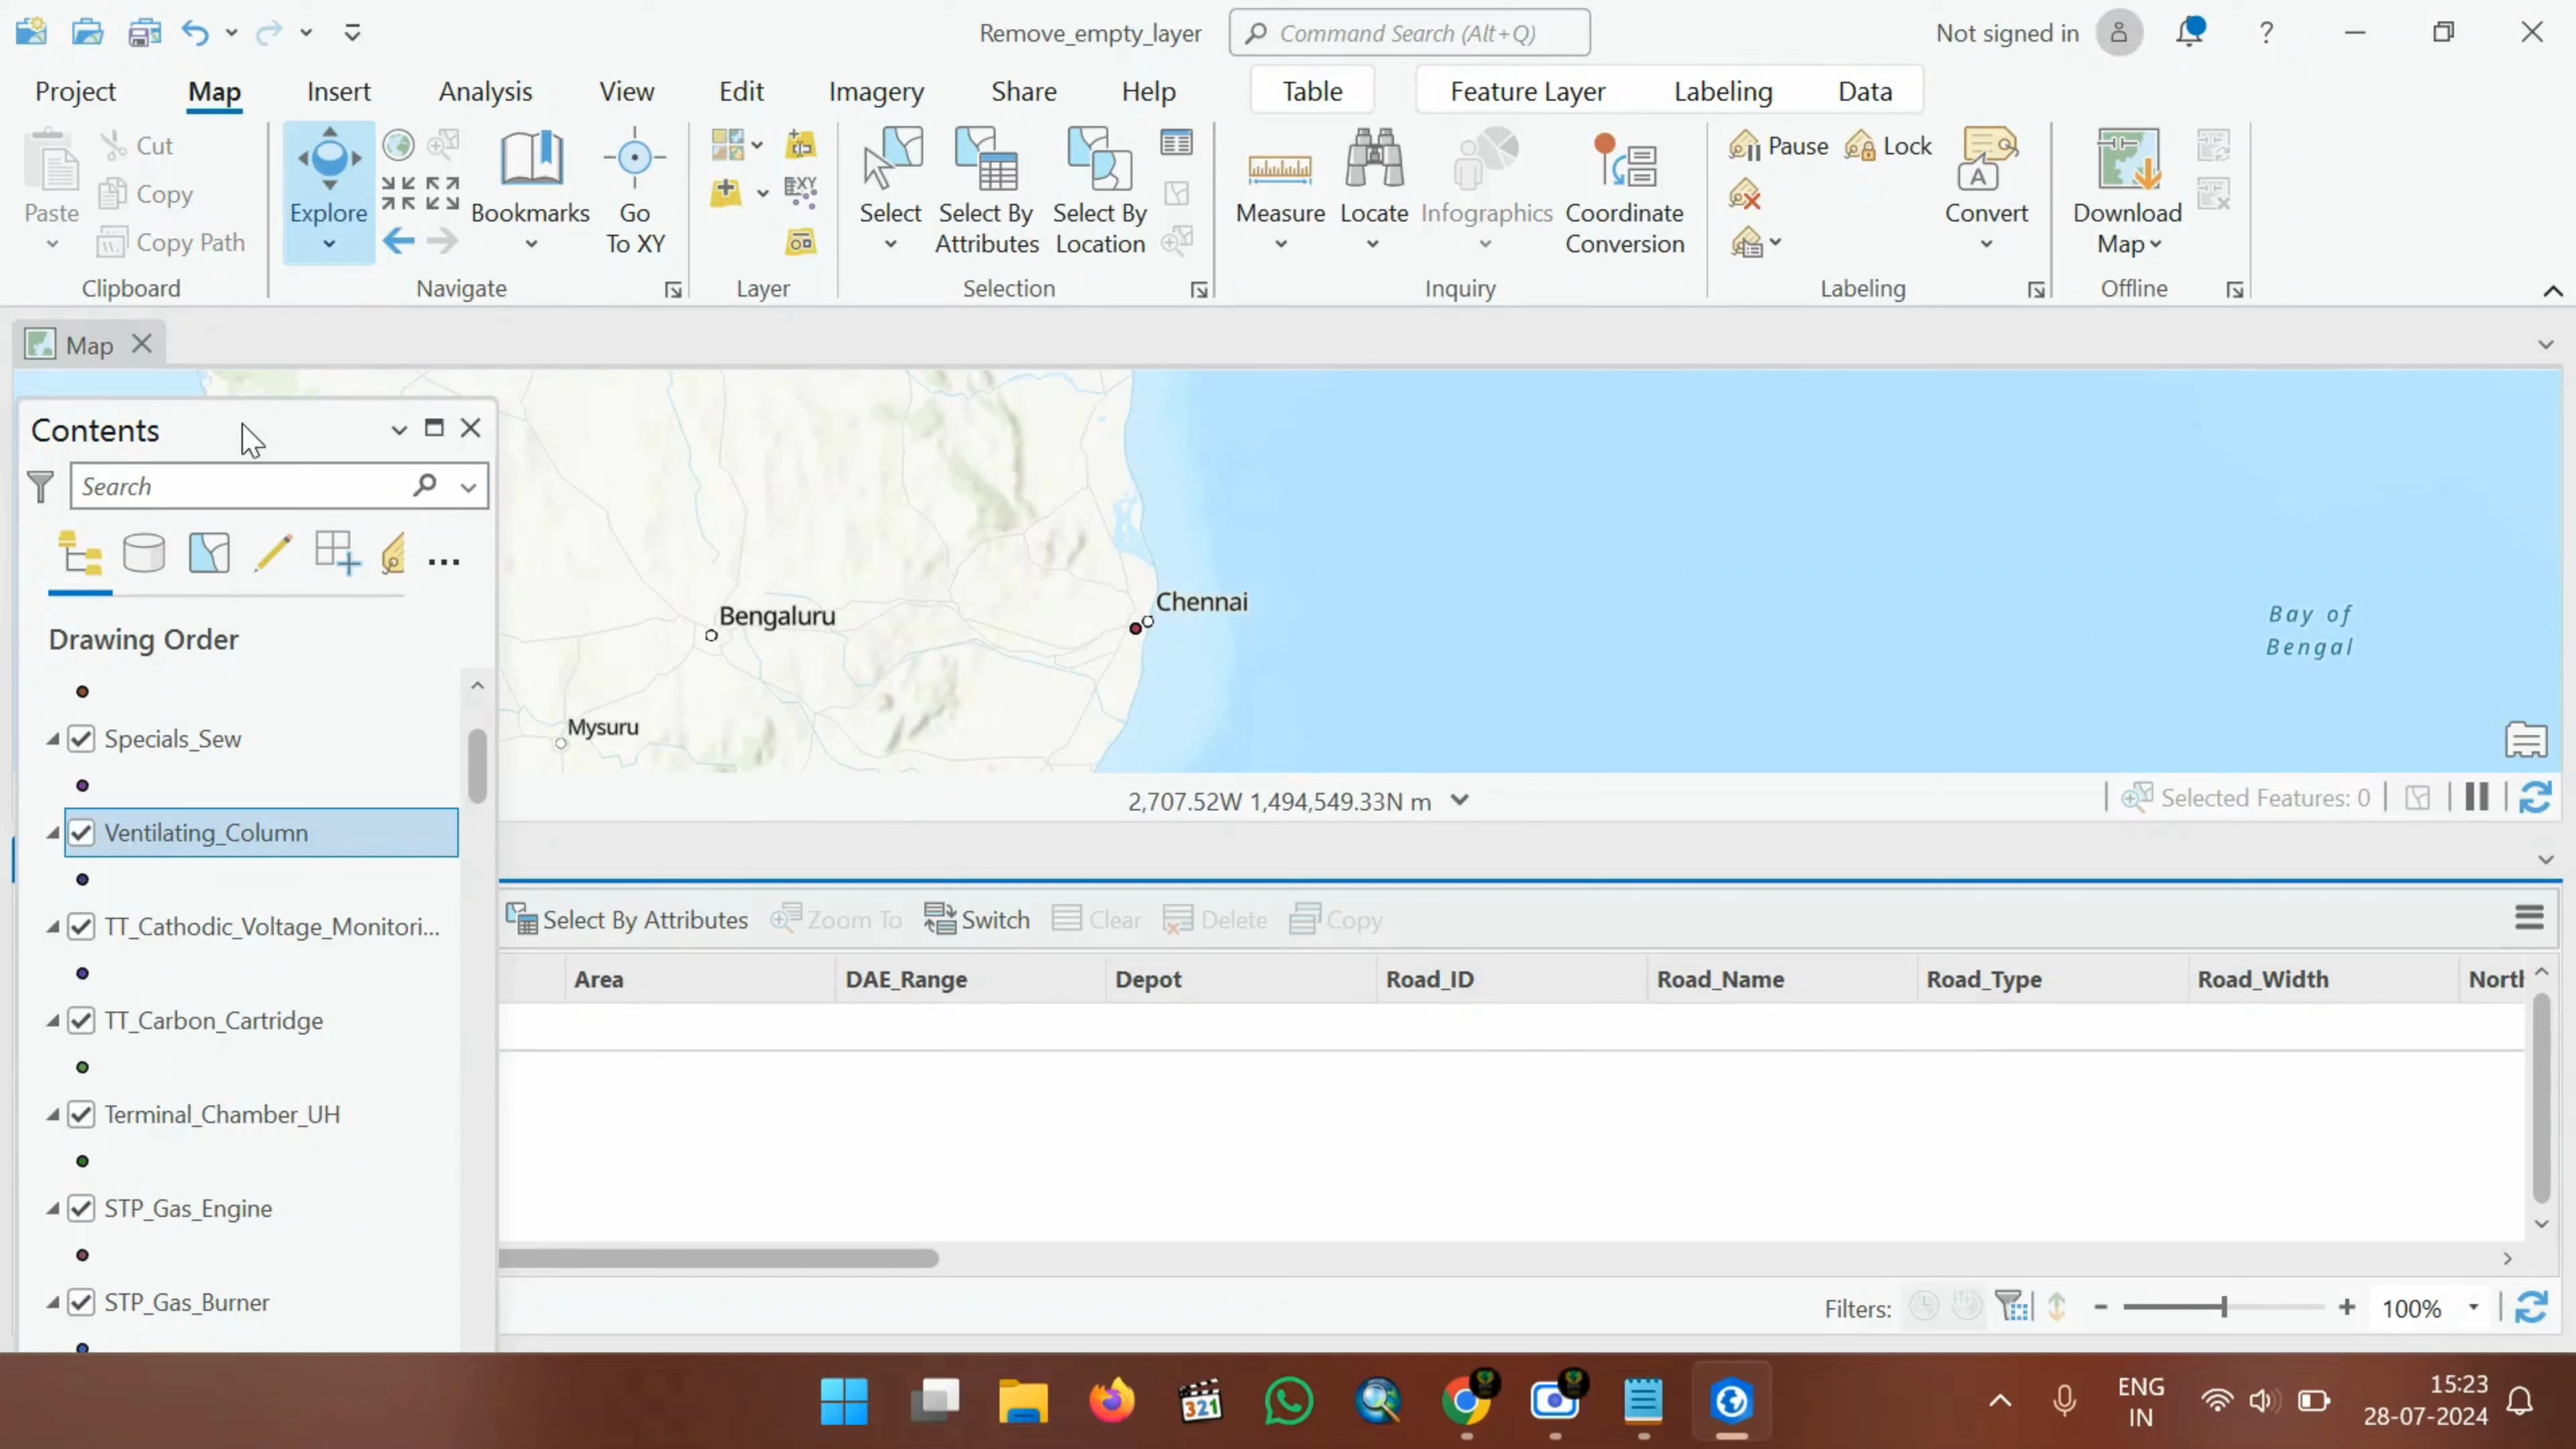 Remove_empty_layer
Command Search (Alt+Q)
Not signed in
Project
Map
Insert
Analysis
View
Edit
Imagery
Share
Help
Table
Feature Layer
Labeling
Data
Paste
Cut
Copy
Copy Path
Clipboard
Explore
Bookmarks
Go
To XY
Navigate
Layer
Select
Select By
Attributes
Select By
Location
Selection
Measure
Locate
Infographics
Coordinate
Conversion
Inquiry
Pause
Lock
Convert
Labeling
Download
Map
Offline
Map
Contents
Search
Drawing Order
Specials_Sew
Ventilating_Column
TT_Cathodic_Voltage_Monitori...
TT_Carbon_Cartridge
Terminal_Chamber_UH
STP_Gas_Engine
STP_Gas_Burner
Bengaluru
Chennai
Mysuru
Bay of
Bengal
2,707.52W 1,494,549.33N m
Selected Features: 0
Select By Attributes
Zoom To
Switch
Clear
Delete
Copy
Area
DAE_Range
Depot
Road_ID
Road_Name
Road_Type
Road_Width
Filters:
100%
321
ENG
IN
15:23
28-07-2024